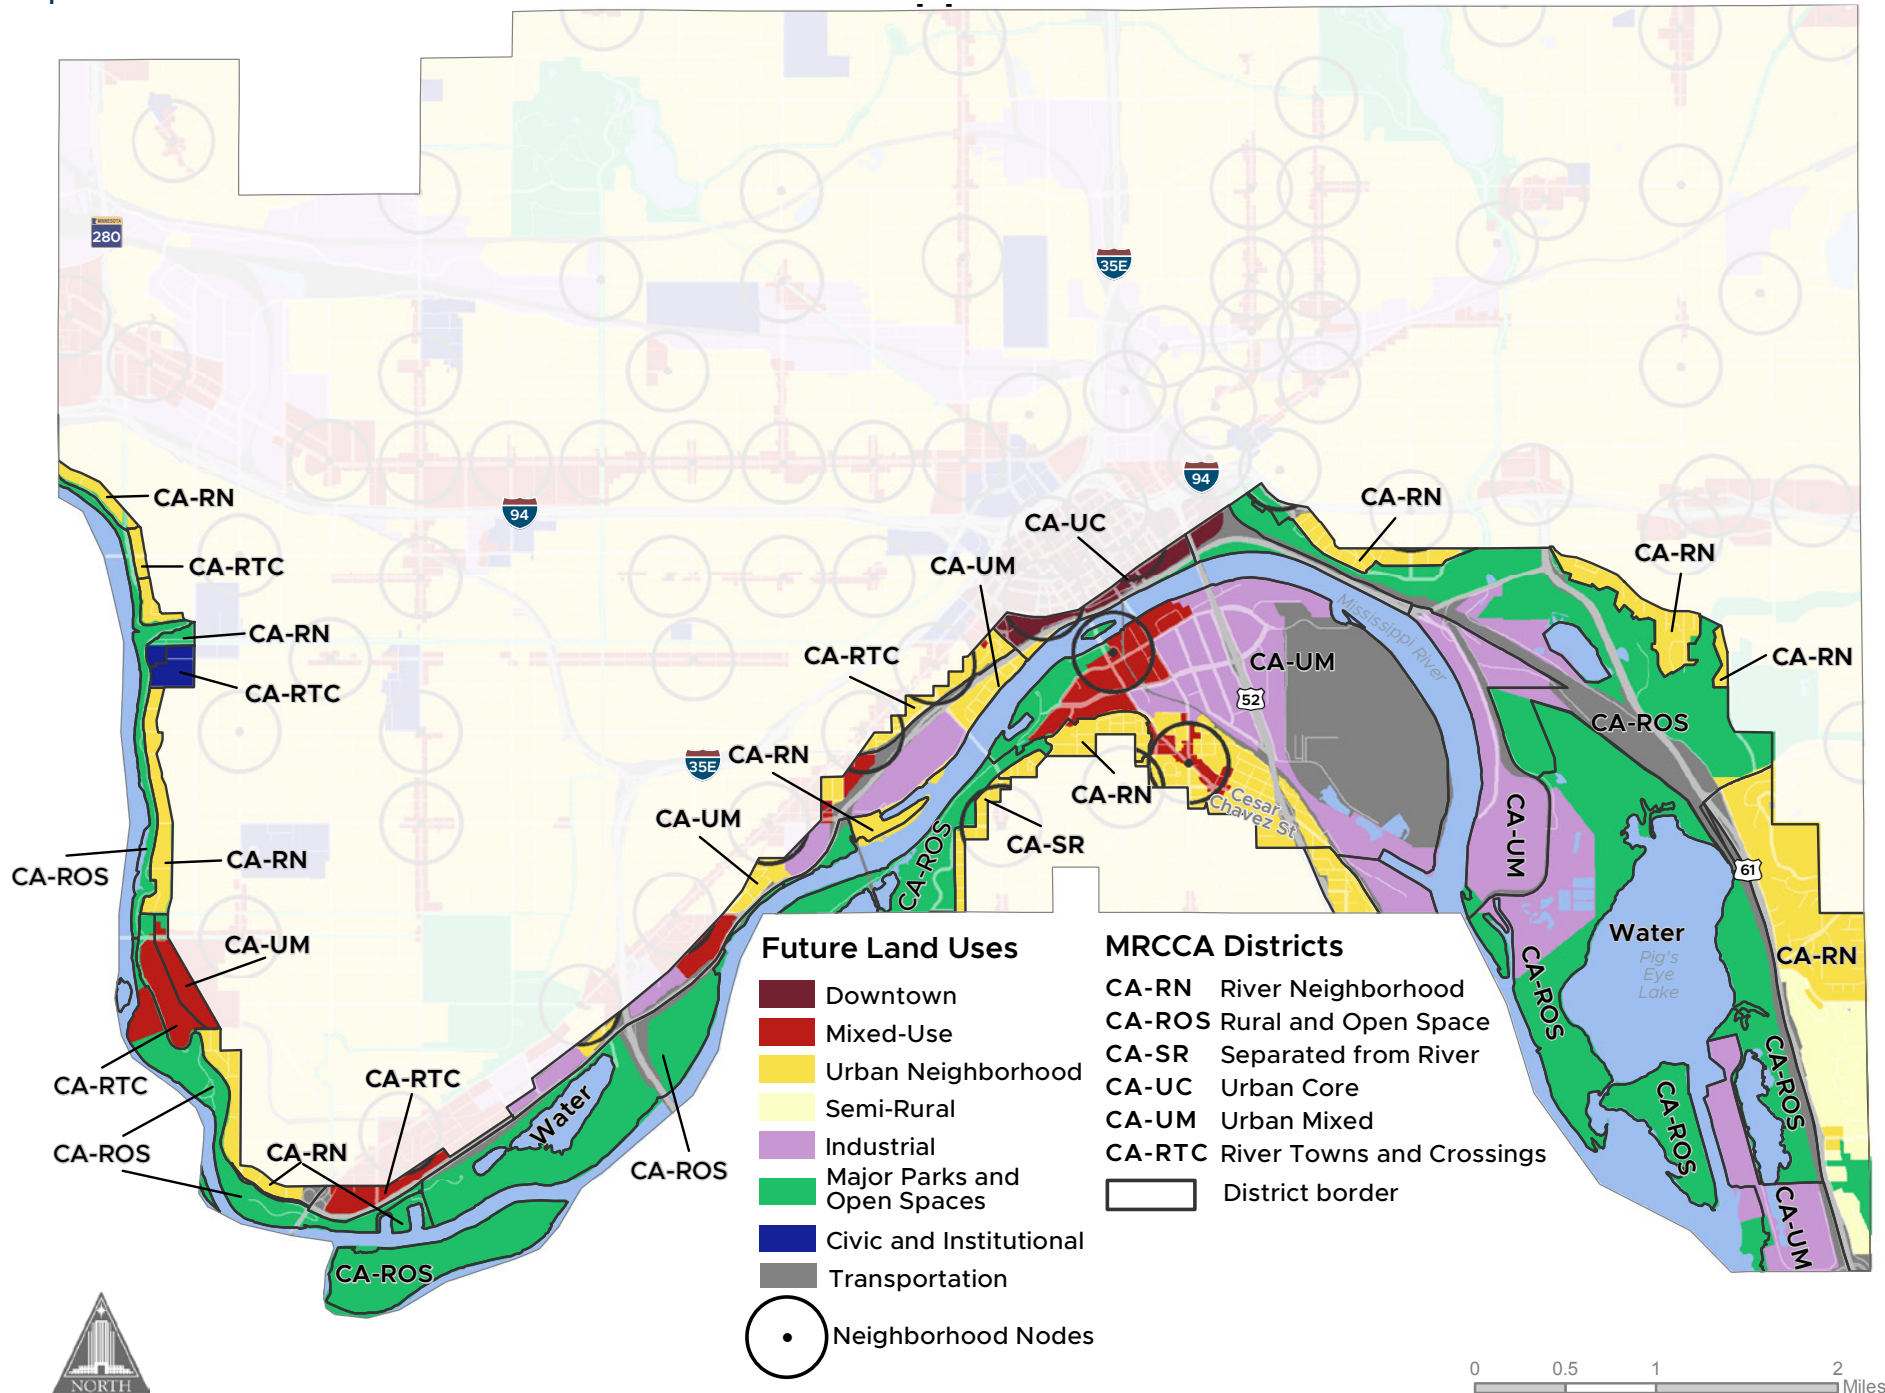 MINNESOTA
280
35E
94
94
CA-RN
CA-RN
CA-UC
CA-RN
CA-RTC
CA-UM
Mississippi River
CA-RN
CA-RTC
CA-UM
CA-RN
CA-RTC
52
CA-ROS
35E
CA-RN
CA-RN
Cesar
Chavez St
CA-UM
CA-SR
CA-UM
CA-ROS
CA-RN
CA-ROS
61
CA-UM
Water
Pig's
Eye
Lake
CA-RN
CA-ROS
CA-RTC
CA-RTC
CA-ROS
CA-ROS
CA-ROS
CA-RN
Water
CA-ROS
CA-UM
CA-ROS
Future Land Uses
Downtown
Mixed-Use
Urban Neighborhood
Semi-Rural
Industrial
Major Parks and
Open Spaces
Civic and Institutional
Transportation
Neighborhood Nodes
MRCCA Districts
CA-RN River Neighborhood
CA-ROS Rural and Open Space
CA-SR Separated from River
CA-UC Urban Core
CA-UM Urban Mixed
CA-RTC River Towns and Crossings
District border
NORTH
0 0.5 1 2
Miles